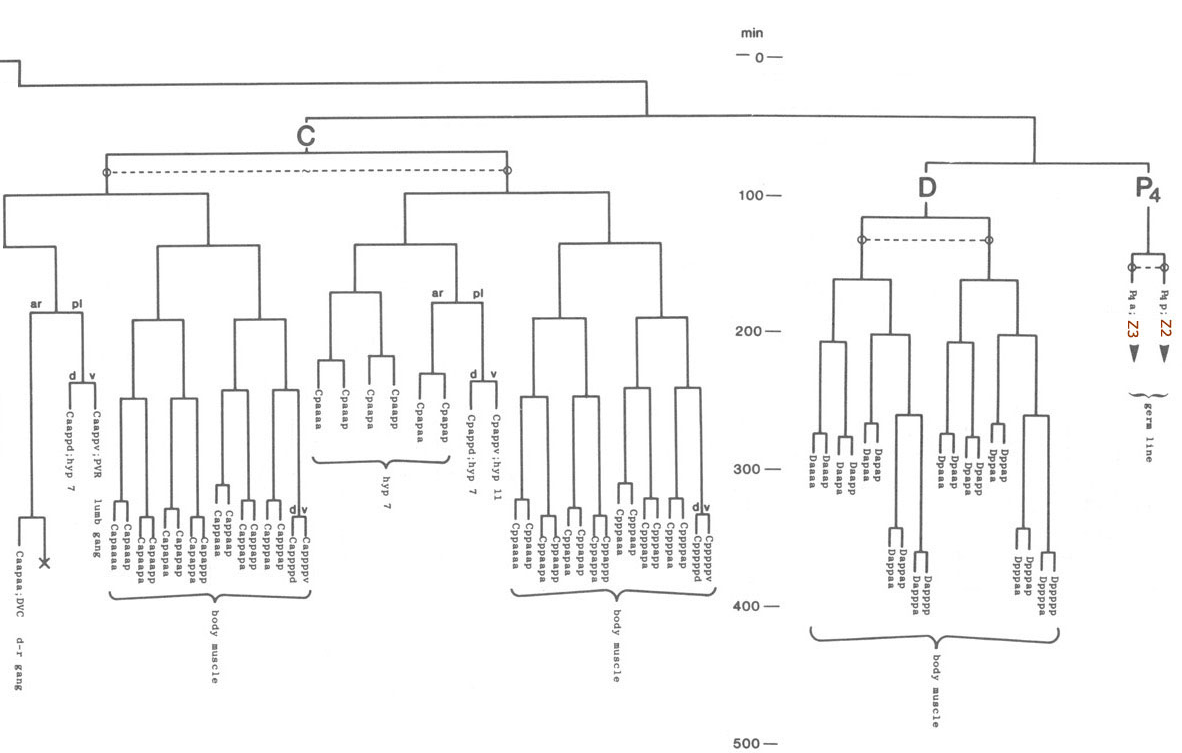 min
0
C
D
P4
100
ar
pl
d
v
Caapaa;DVC d-r gang
Caappd;hyp 7
Caappv;PVR lumb gang
Capaaaa
Capaaap
Capaapa
Capaapp
Capapaa
Capapap
Capappa
Capappp
Cappaaa
Cappaap
Cappapa
Cappapp
Capppaa
Capppap
d
v
Cappppd
Cappppv
body muscle
Cpaaaa
Cpaaap
Cpaapa
Cpaapp
Cpapaa
Cpapap
hyp 7
ar
pl
d
v
Cpappd;hyp 7
Cpappv;hyp 11
Cppaaaa
Cppaaap
Cppaapa
Cppaapp
Cppapaa
Cppapap
Cppappa
Cppappp
Cpppaaa
Cpppaap
Cpppapa
Cpppapp
Cppppaa
Cppppap
d
v
Cpppppd
Cpppppv
body muscle
200
300
400
500
Daaaa
Daaap
Daapa
Daapp
Dapaa
Dapap
Dappaa
Dappap
Dapppa
Dapppp
Dpaaa
Dpaap
Dpapa
Dpapp
Dppaa
Dppap
Dpppaa
Dpppap
Dppppa
Dppppp
body muscle
P4a; Z3
P4p; Z2
germ line